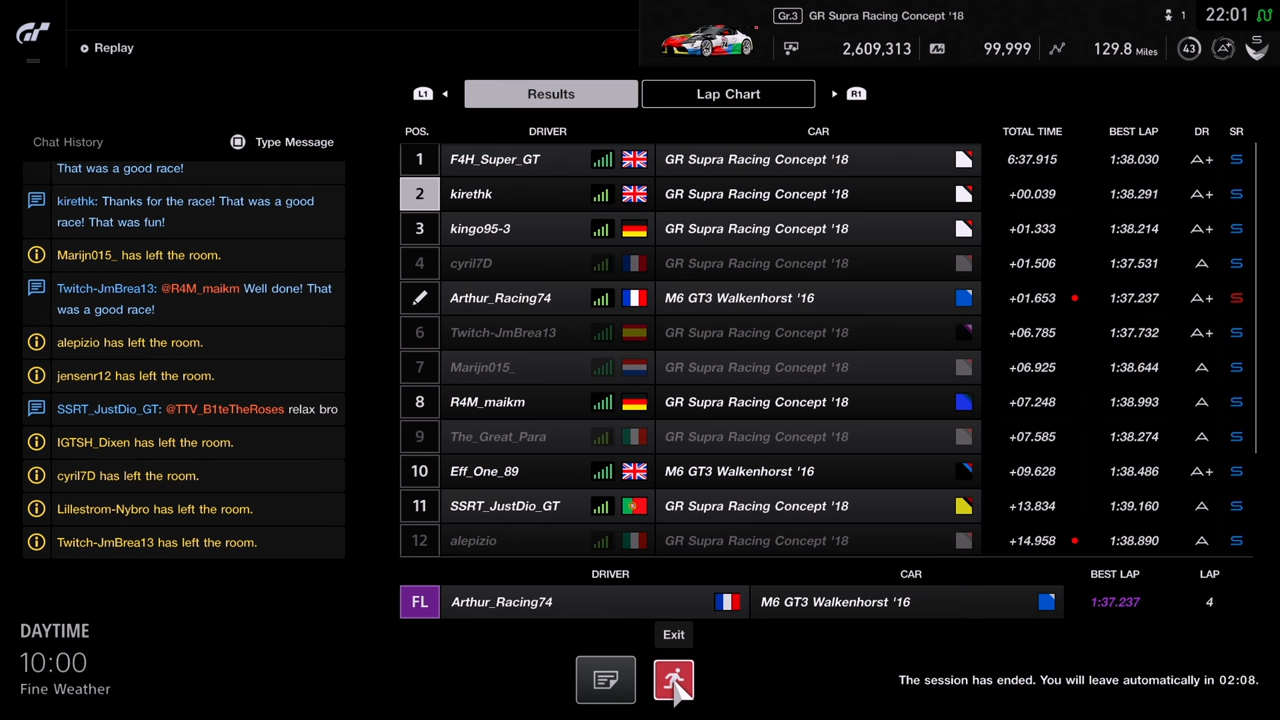 GT
Replay
Gr.3 GR Supra Racing Concept '18
1 22:01
2,609,313 99,999 129.8 Miles 43 A+ S
L1 Results Lap Chart R1
Chat History Type Message
That was a good race!
kirethk: Thanks for the race! That was a good
race! That was fun!
Marijn015_ has left the room.
Twitch-JmBrea13: @R4M_maikm Well done! That
was a good race!
alepizio has left the room.
jensenr12 has left the room.
SSRT_JustDio_GT: @TTV_B1teTheRoses relax bro
IGTSH_Dixen has left the room.
cyril7D has left the room.
Lillestrom-Nybro has left the room.
Twitch-JmBrea13 has left the room.
POS. DRIVER CAR TOTAL TIME BEST LAP DR SR
1 F4H_Super_GT GR Supra Racing Concept '18 6:37.915 1:38.030 A+ S
2 kirethk GR Supra Racing Concept '18 +00.039 1:38.291 A+ S
3 kingo95-3 GR Supra Racing Concept '18 +01.333 1:38.214 A+ S
4 cyril7D GR Supra Racing Concept '18 +01.506 1:37.531 A S
Arthur_Racing74 M6 GT3 Walkenhorst '16 +01.653 1:37.237 A+ S
6 Twitch-JmBrea13 GR Supra Racing Concept '18 +06.785 1:37.732 A+ S
7 Marijn015_ GR Supra Racing Concept '18 +06.925 1:38.644 A S
8 R4M_maikm GR Supra Racing Concept '18 +07.248 1:38.993 A S
9 The_Great_Para GR Supra Racing Concept '18 +07.585 1:38.274 A S
10 Eff_One_89 M6 GT3 Walkenhorst '16 +09.628 1:38.486 A+ S
11 SSRT_JustDio_GT GR Supra Racing Concept '18 +13.834 1:39.160 A S
12 alepizio GR Supra Racing Concept '18 +14.958 1:38.890 A S
DRIVER CAR BEST LAP LAP
FL Arthur_Racing74 M6 GT3 Walkenhorst '16 1:37.237 4
Exit
DAYTIME
10:00
Fine Weather
The session has ended. You will leave automatically in 02:08.